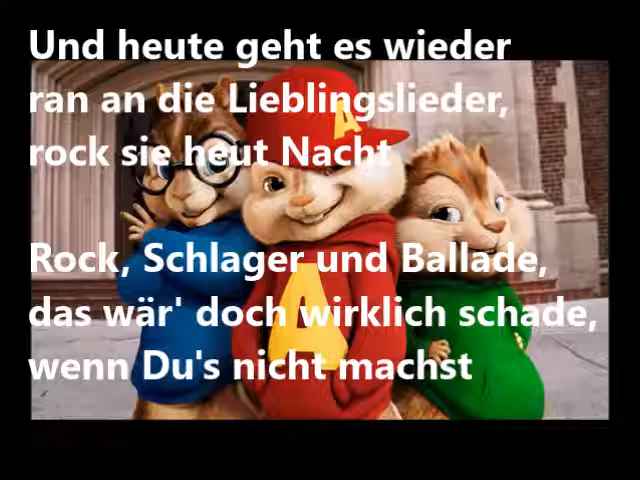 Und heute geht es wieder
ran an die Lieblingslieder,
rock sie heut Nacht
Rock, Schlager und Ballade,
das wär' doch wirklich schade,
wenn Du's nicht machst
A
A